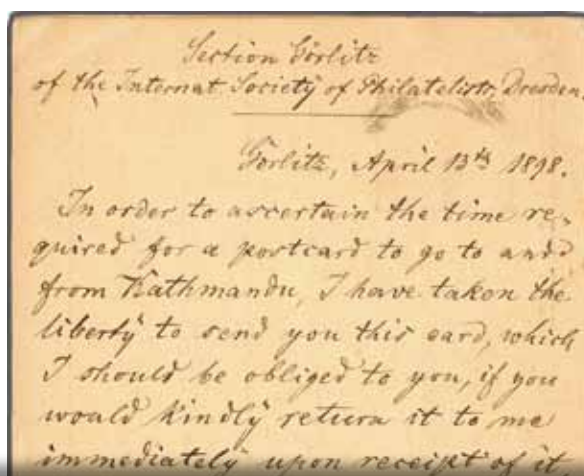 Section Görlitz
of the Internat Society of Philatelists, Dresden.
Görlitz, April 13th 1898.
In order to ascertain the time re-
quired for a postcard to go to and
from Kathmandu, I have taken the
liberty to send you this card, which
I should be obliged to you, if you
would kindly return it to me
immediately upon receipt of it